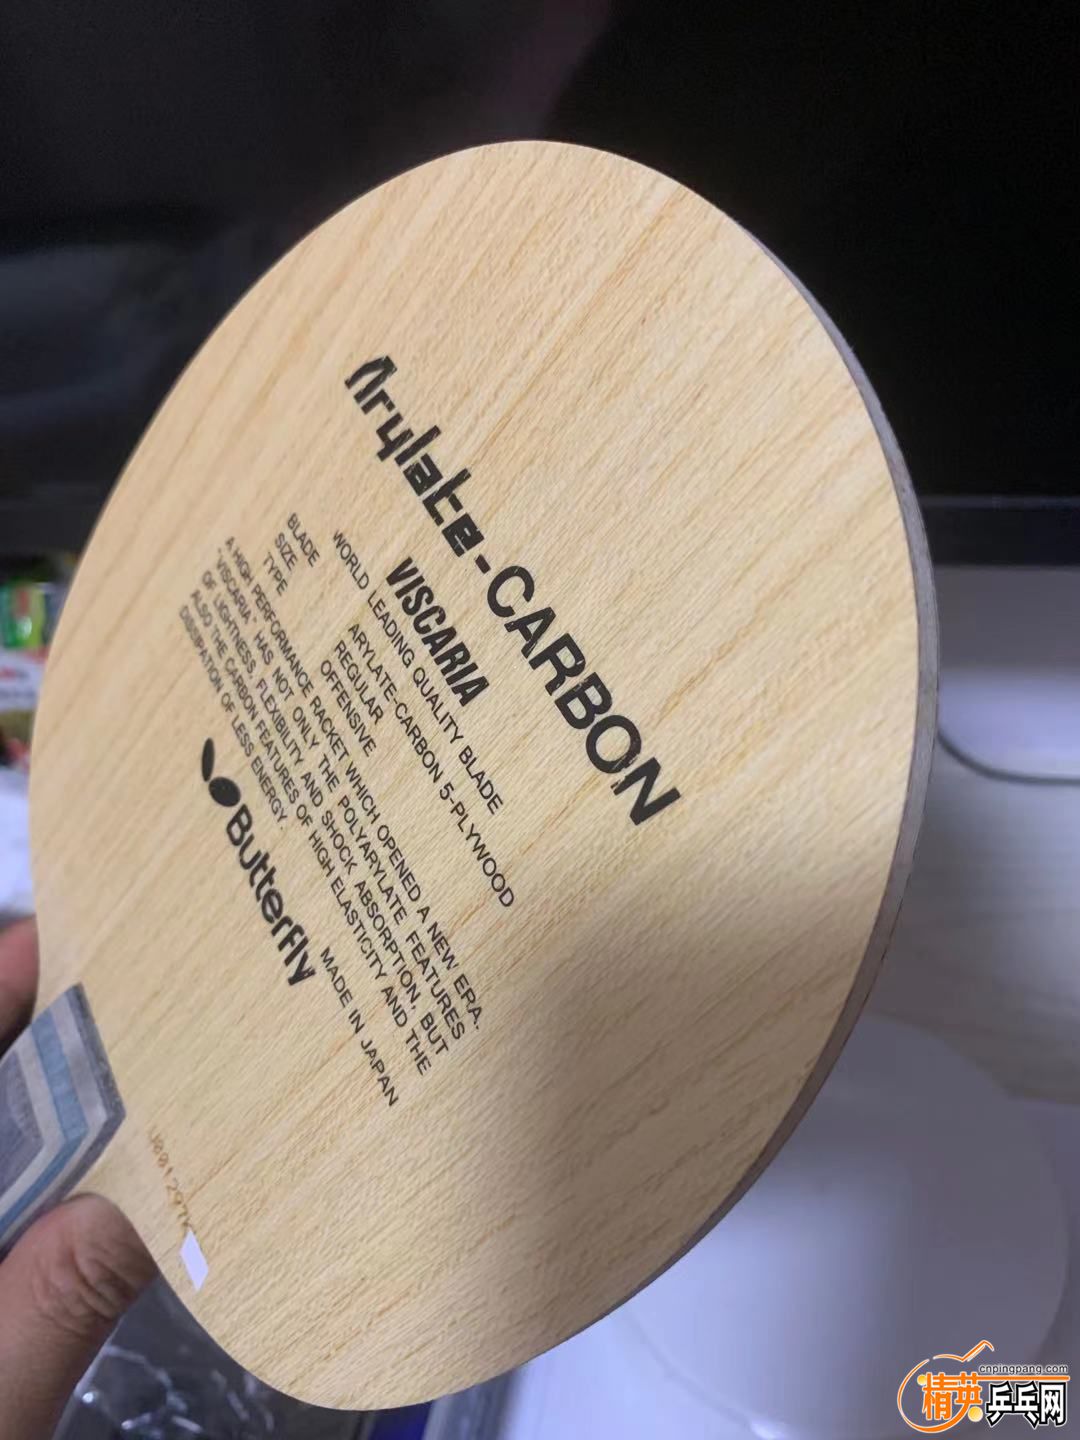 Arylate-CARBON
VISCARIA
WORLD LEADING QUALITY BLADE
BLADE ARYLATE-CARBON 5-PLYWOOD
SIZE REGULAR
TYPE OFFENSIVE
A HIGH PERFORMANCE RACKET WHICH OPENED A NEW ERA.
"VISCARIA" HAS NOT ONLY THE POLYARYLATE FEATURES
OF LIGHTNESS, FLEXIBILITY AND SHOCK ABSORPTION, BUT
ALSO THE CARBON FEATURES OF HIGH ELASTICITY AND THE
DISSIPATION OF LESS ENERGY.
Butterfly
MADE IN JAPAN
cnpingpang.com
精英乒乓网